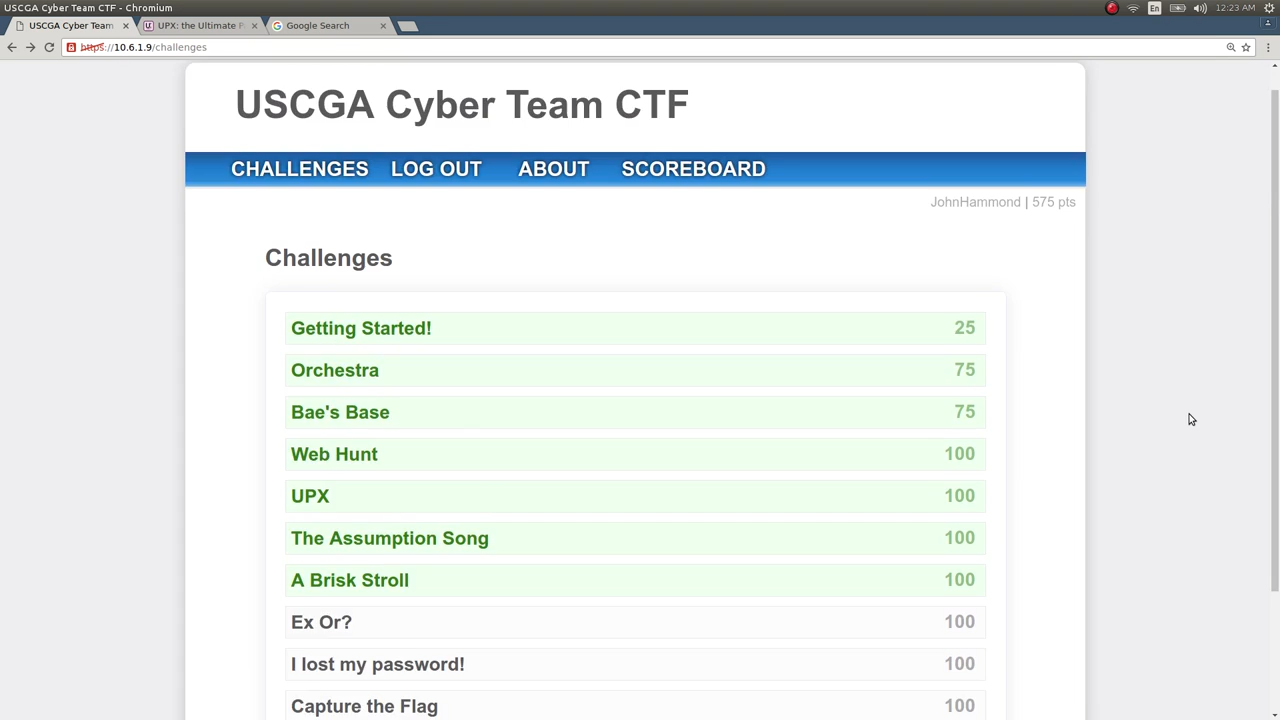 USCGA Cyber Team CTF - Chromium
En
12:23 AM
USCGA Cyber Team
UPX: the Ultimate P
Google Search
https://10.6.1.9/challenges
USCGA Cyber Team CTF
CHALLENGES LOG OUT ABOUT SCOREBOARD
JohnHammond | 575 pts
Challenges
Getting Started! 25
Orchestra 75
Bae's Base 75
Web Hunt 100
UPX 100
The Assumption Song 100
A Brisk Stroll 100
Ex Or? 100
I lost my password! 100
Capture the Flag 100